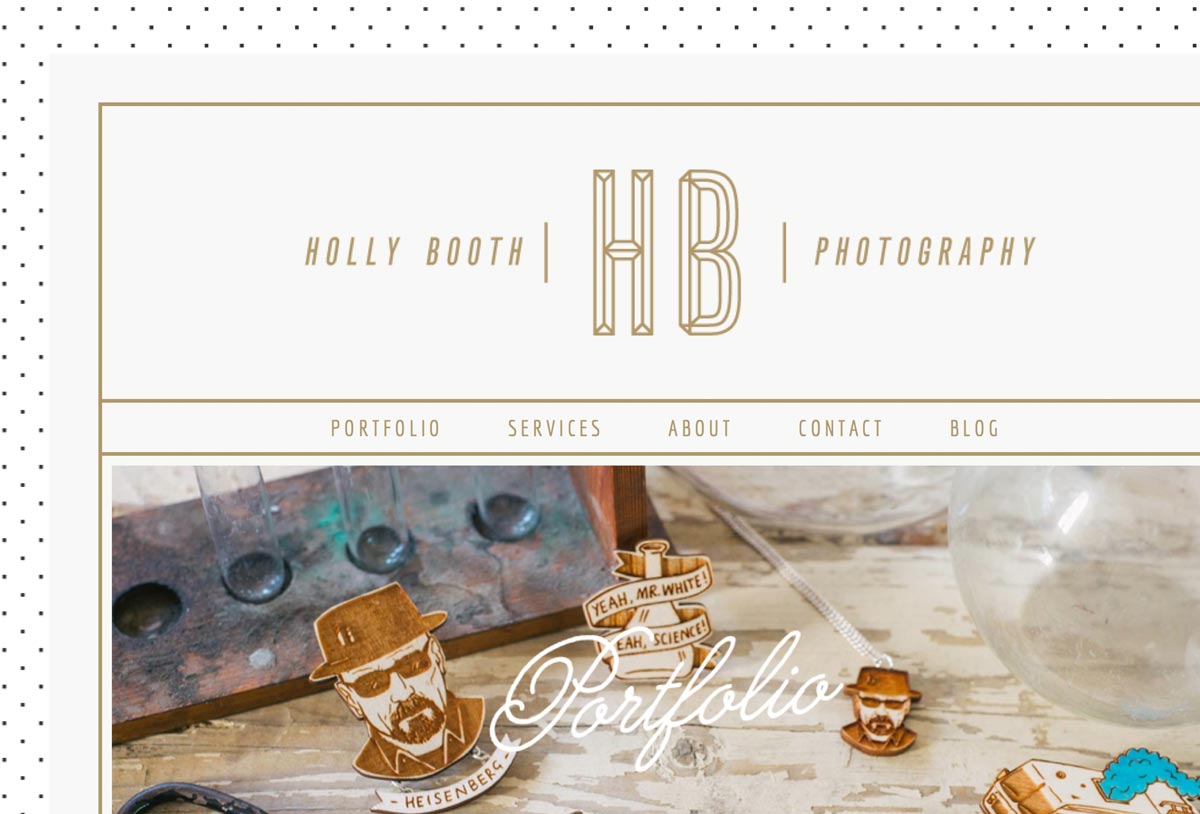 HOLLY BOOTH | HB | PHOTOGRAPHY
PORTFOLIO SERVICES ABOUT CONTACT BLOG
YEAH, MR. WHITE!
YEAH, SCIENCE!
Portfolio
- HEISENBERG -